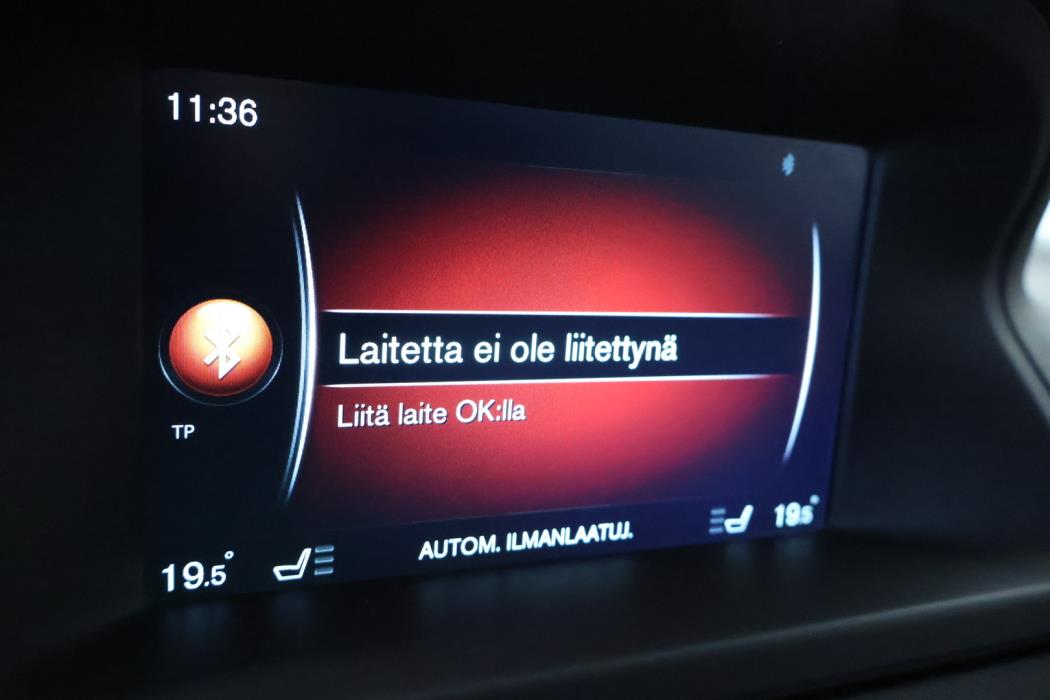 11:36
Laitetta ei ole liitettynä
Liitä laite OK:lla
TP
19.5°
AUTOM. ILMANLAATUJ.
19.5°